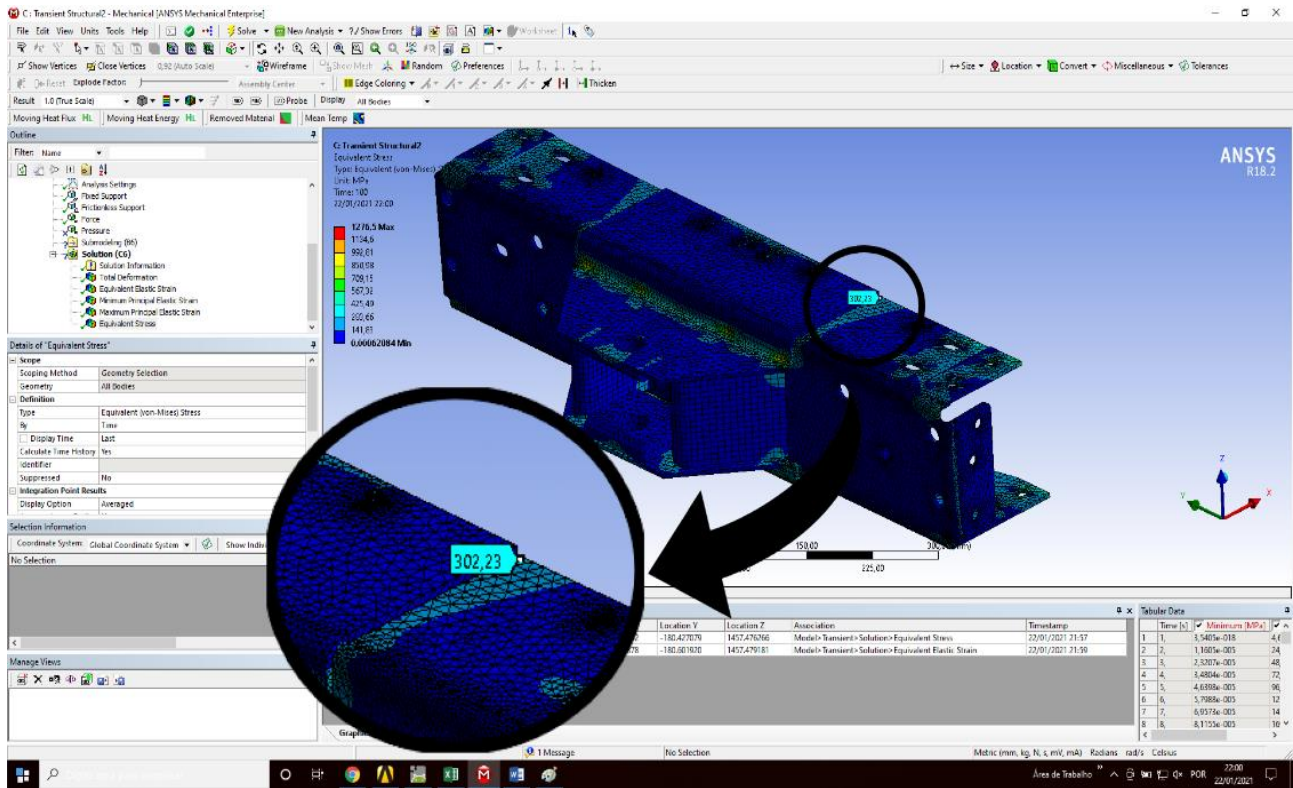 C : Transient Structural2 - Mechanical [ANSYS Mechanical Enterprise]
File Edit View Units Tools Help Solve New Analysis ?/ Show Errors Worksheet
Show Vertices Close Vertices 0,92 (Auto Scale) Wireframe Show Mesh Random Preferences Size Location Convert Miscellaneous Tolerances
Reset Explode Factor: Assembly Center Edge Coloring Thicken
Result 1.0 (True Scale) Probe Display All Bodies
Moving Heat Flux Moving Heat Energy Removed Material Mean Temp
Outline
Filter: Name
Analysis Settings
Fixed Support
Frictionless Support
Force
Pressure
Submodeling (B6)
Solution (C6)
Solution Information
Total Deformation
Equivalent Elastic Strain
Minimum Principal Elastic Strain
Maximum Principal Elastic Strain
Equivalent Stress
Details of "Equivalent Stress"
Scope
Scoping Method Geometry Selection
Geometry All Bodies
Definition
Type Equivalent (von-Mises) Stress
By Time
Display Time Last
Calculate Time History Yes
Identifier
Suppressed No
Integration Point Results
Display Option Averaged
Selection Information
Coordinate System: Global Coordinate System Show Indivi
No Selection
Manage Views
C: Transient Structural2
Equivalent Stress
Type: Equivalent (von-Mises)
Unit: MPa
Time: 100
22/01/2021 22:00
1276,5 Max
1134,6
992,81
850,98
709,15
567,32
425,49
283,66
141,83
0,00062084 Min
ANSYS
R18.2
302,23
302,23
Z
Y
X
150,00
225,00
Location Y Location Z Association Timestamp
-180.427079 1457.476266 Model>Transient>Solution>Equivalent Stress 22/01/2021 21:57
-180.601920 1457.479181 Model>Transient>Solution>Equivalent Elastic Strain 22/01/2021 21:59
Tabular Data
Time [s] Minimum [MPa]
1 1, 3,5405e-018
2 2, 1,1605e-005 24,
3 3, 2,3207e-005 48,
4 4, 3,4804e-005 72,
5 5, 4,6398e-005 96,
6 6, 5,7988e-005 12
7 7, 6,9573e-005 14
8 8, 8,1155e-005 16
Graphi
1 Message No Selection Metric (mm, kg, N, s, mV, mA) Radians rad/s Celsius
Área de Trabalho POR 22:00
22/01/2021